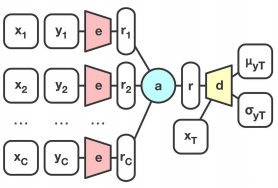 x₁ y₁ e r₁
μyT
x₂ y₂ e r₂ a r d
... ... ...
σyT
xT
xC yC e rC